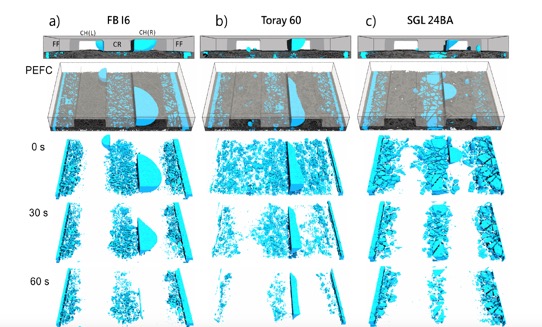 a) FB I6 b) Toray 60 c) SGL 24BA
CH(L) CH(R)
FF CR FF
PEFC
0 s
30 s
60 s